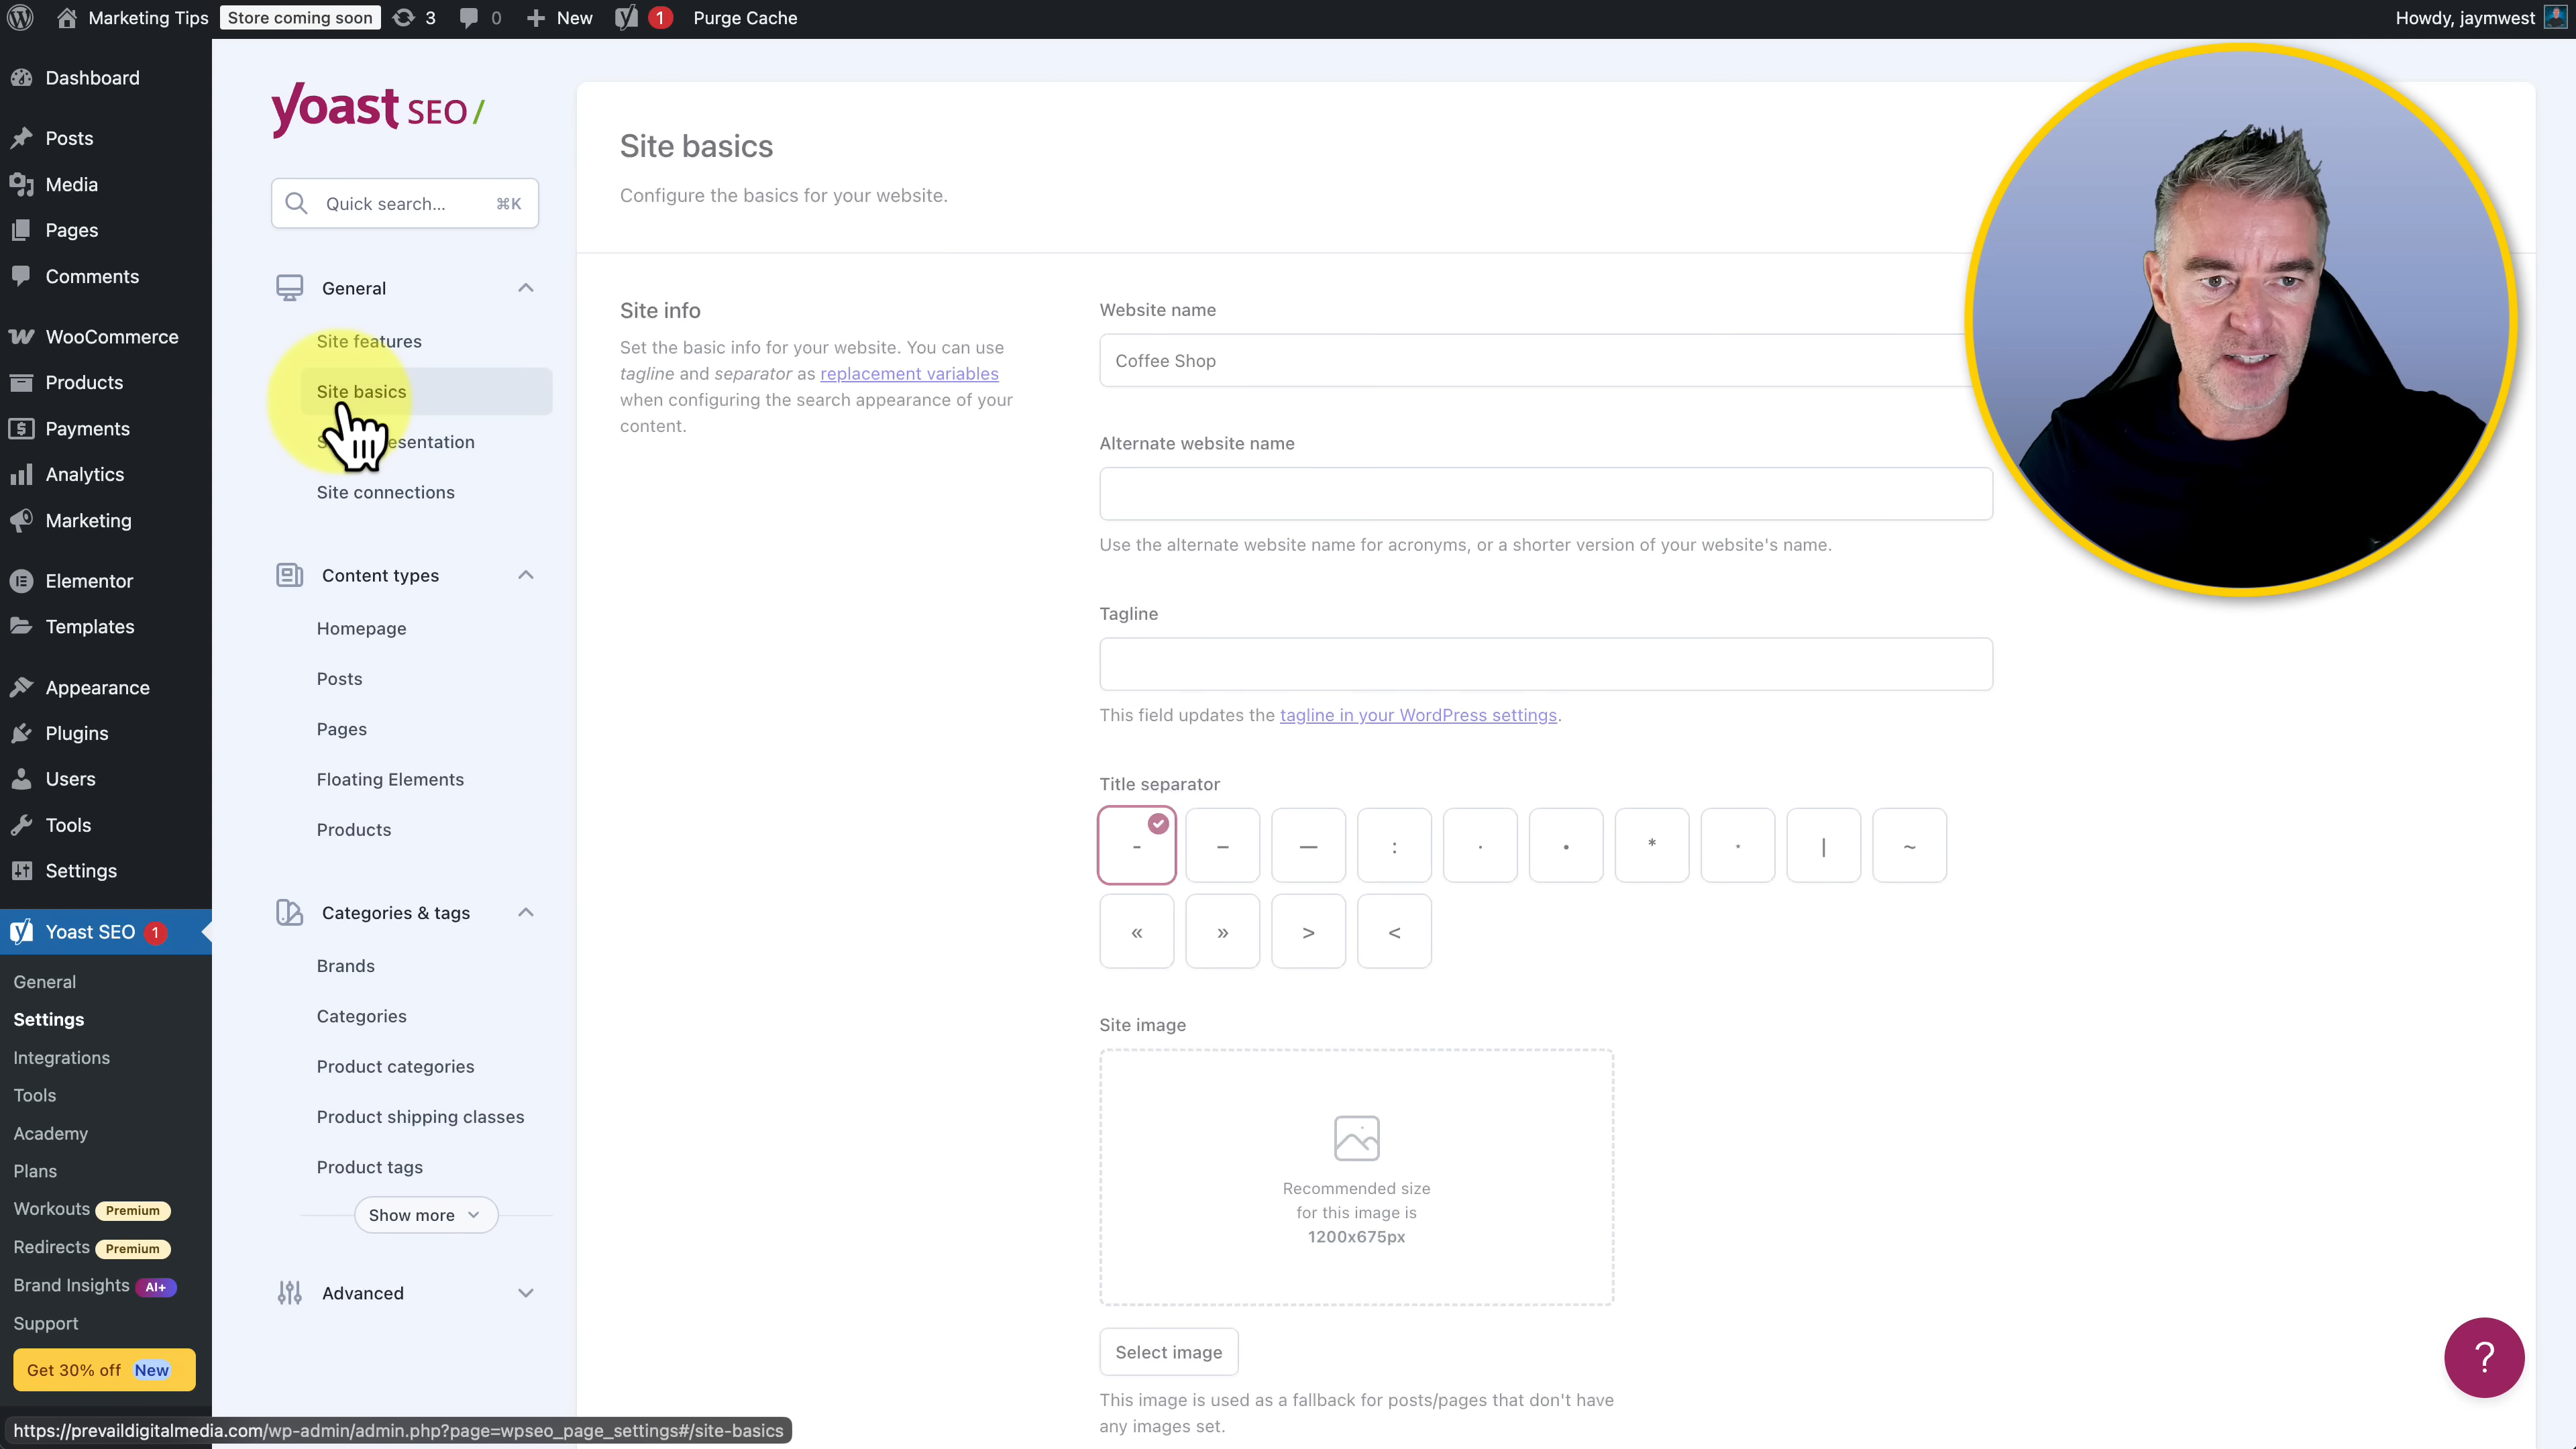 Marketing Tips
Store coming soon
3
0
New
1
Purge Cache
Howdy, jaymwest
Dashboard
Posts
Media
Pages
Comments
WooCommerce
Products
Payments
Analytics
Marketing
Elementor
Templates
Appearance
Plugins
Users
Tools
Settings
Yoast SEO 1
General
Settings
Integrations
Tools
Academy
Plans
Workouts Premium
Redirects Premium
Brand Insights AI+
Support
Get 30% off New
yoast SEO /
Quick search... ⌘K
General
Site features
Site basics
esentation
Site connections
Content types
Homepage
Posts
Pages
Floating Elements
Products
Categories & tags
Brands
Categories
Product categories
Product shipping classes
Product tags
Show more
Advanced
Site basics
Configure the basics for your website.
Site info
Set the basic info for your website. You can use
tagline and separator as replacement variables
when configuring the search appearance of your
content.
Website name
Coffee Shop
Alternate website name
Use the alternate website name for acronyms, or a shorter version of your website's name.
Tagline
This field updates the tagline in your WordPress settings.
Title separator
- – — : · • * ⋆ | ~
« » > <
Site image
Recommended size
for this image is
1200x675px
Select image
This image is used as a fallback for posts/pages that don't have
any images set.
?
https://prevaildigitalmedia.com/wp-admin/admin.php?page=wpseo_page_settings#/site-basics